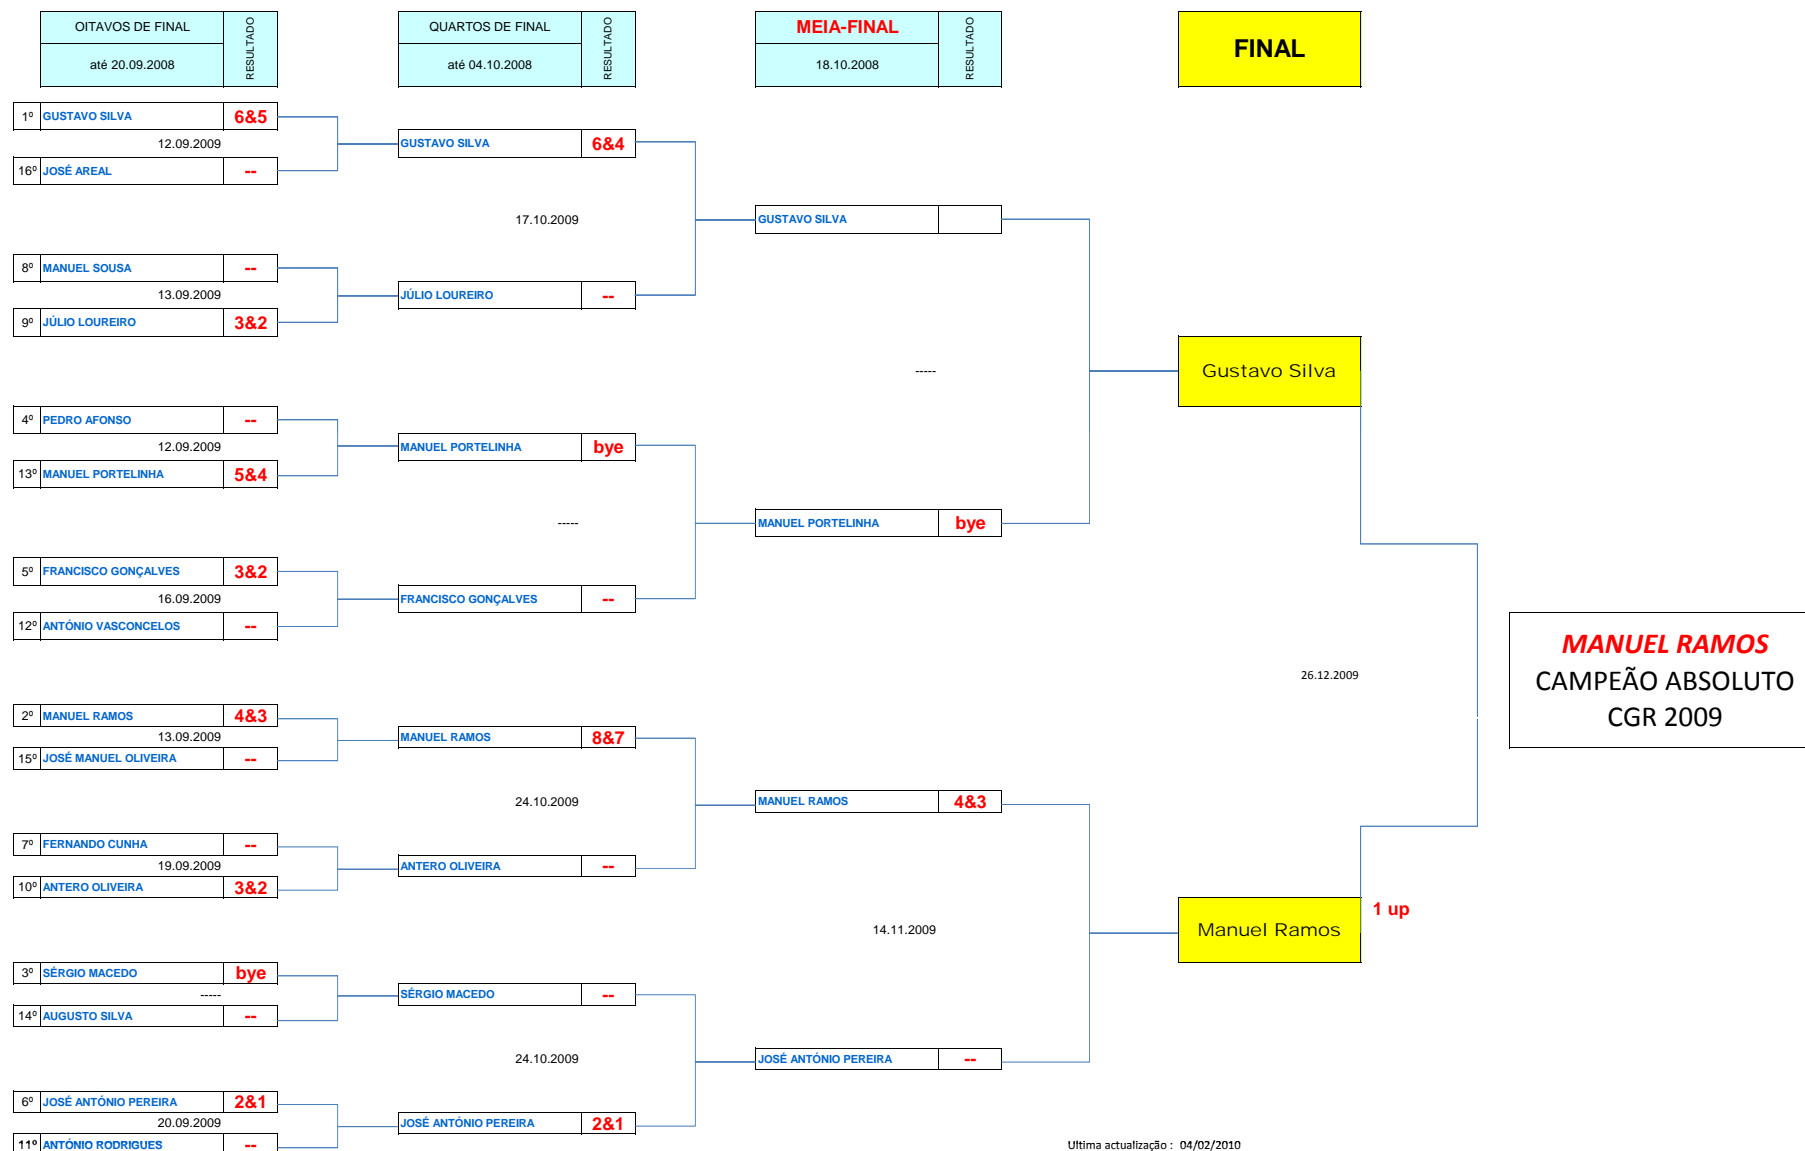 OITAVOS DE FINAL
até 20.09.2008
RESULTADO
QUARTOS DE FINAL
até 04.10.2008
RESULTADO
MEIA-FINAL
18.10.2008
RESULTADO
FINAL
1º GUSTAVO SILVA 6&5
12.09.2009
16º JOSÉ AREAL --
GUSTAVO SILVA 6&4
17.10.2009
GUSTAVO SILVA
8º MANUEL SOUSA --
13.09.2009
9º JÚLIO LOUREIRO 3&2
JÚLIO LOUREIRO --
-----
Gustavo Silva
4º PEDRO AFONSO --
12.09.2009
13º MANUEL PORTELINHA 5&4
MANUEL PORTELINHA bye
-----
MANUEL PORTELINHA bye
5º FRANCISCO GONÇALVES 3&2
16.09.2009
12º ANTÓNIO VASCONCELOS --
FRANCISCO GONÇALVES --
26.12.2009
MANUEL RAMOS
CAMPEÃO ABSOLUTO
CGR 2009
2º MANUEL RAMOS 4&3
13.09.2009
15º JOSÉ MANUEL OLIVEIRA --
MANUEL RAMOS 8&7
24.10.2009
MANUEL RAMOS 4&3
7º FERNANDO CUNHA --
19.09.2009
10º ANTERO OLIVEIRA 3&2
ANTERO OLIVEIRA --
14.11.2009
Manuel Ramos
1 up
3º SÉRGIO MACEDO bye
-----
14º AUGUSTO SILVA --
SÉRGIO MACEDO --
24.10.2009
JOSÉ ANTÓNIO PEREIRA --
6º JOSÉ ANTÓNIO PEREIRA 2&1
20.09.2009
11º ANTÓNIO RODRIGUES --
JOSÉ ANTÓNIO PEREIRA 2&1
Ultima actualização : 04/02/2010